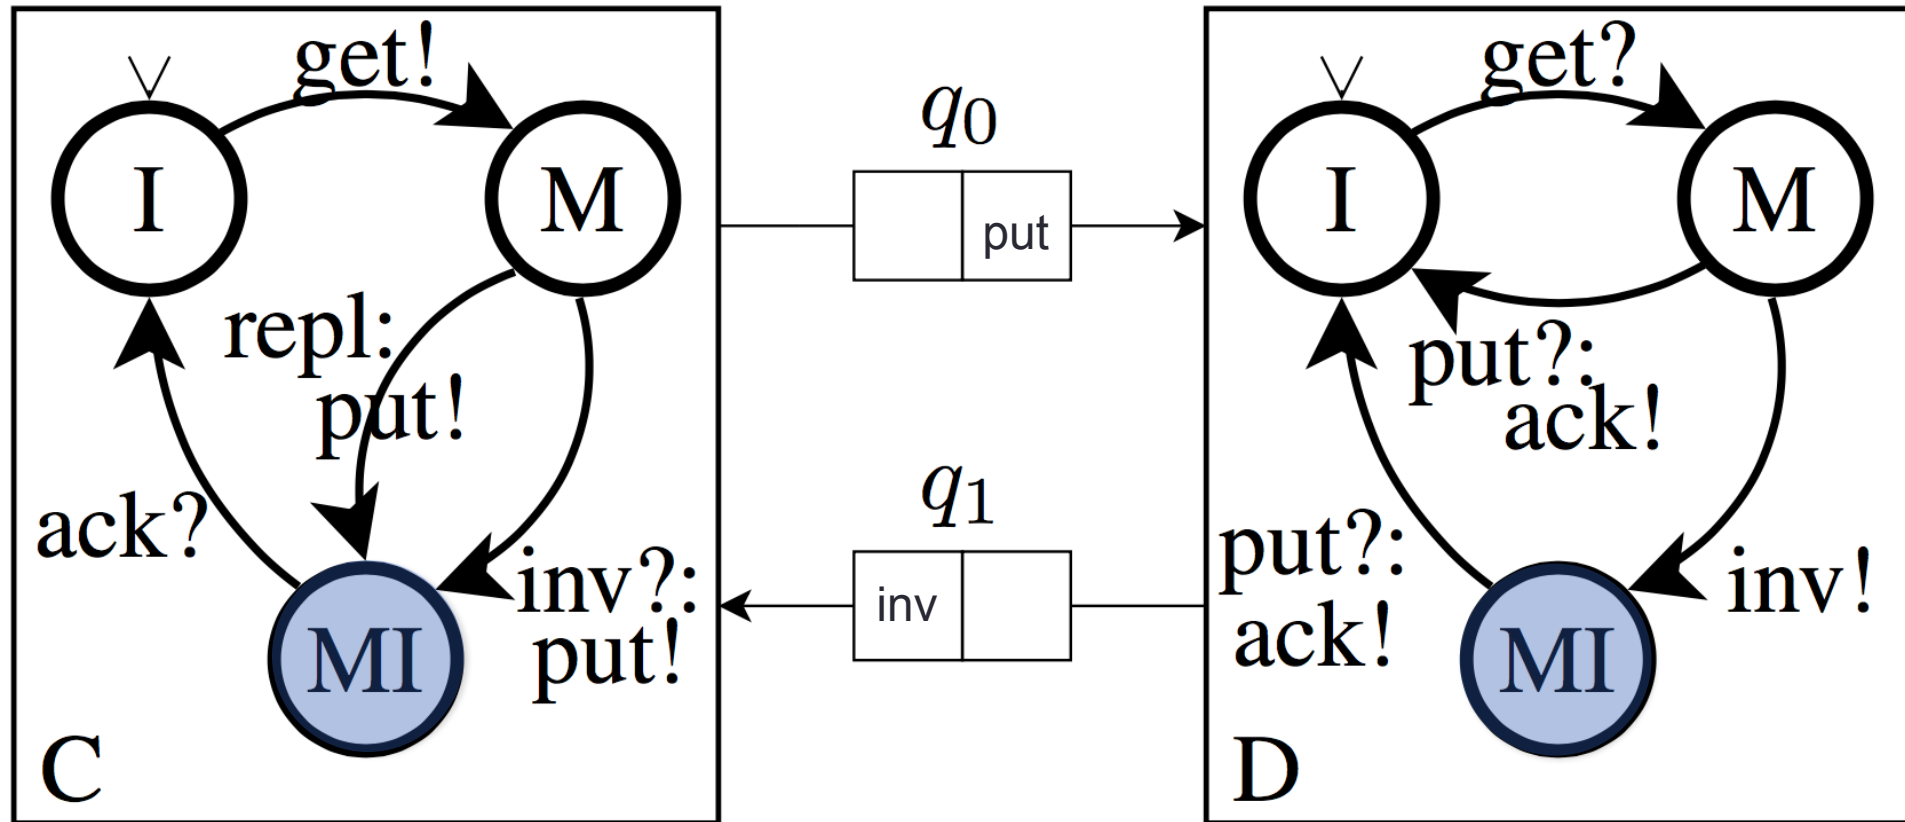 get!
I
M
repl:
put!
ack?
inv?:
put!
MI
C
q0
put
q1
inv
get?
I
M
put?:
ack!
put?:
ack!
inv!
MI
D